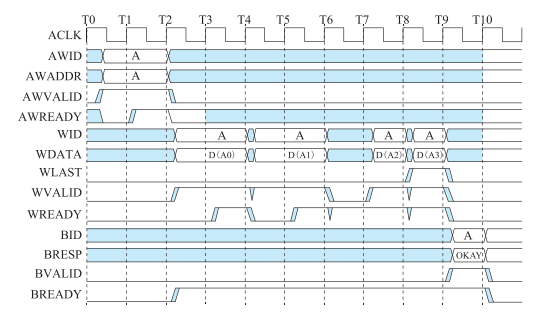 T0 T1 T2 T3 T4 T5 T6 T7 T8 T9 T10
ACLK
AWID A
AWADDR A
AWVALID
AWREADY
WID A A A A
WDATA D(A0) D(A1) D(A2) D(A3)
WLAST
WVALID
WREADY
BID A
BRESP OKAY
BVALID
BREADY